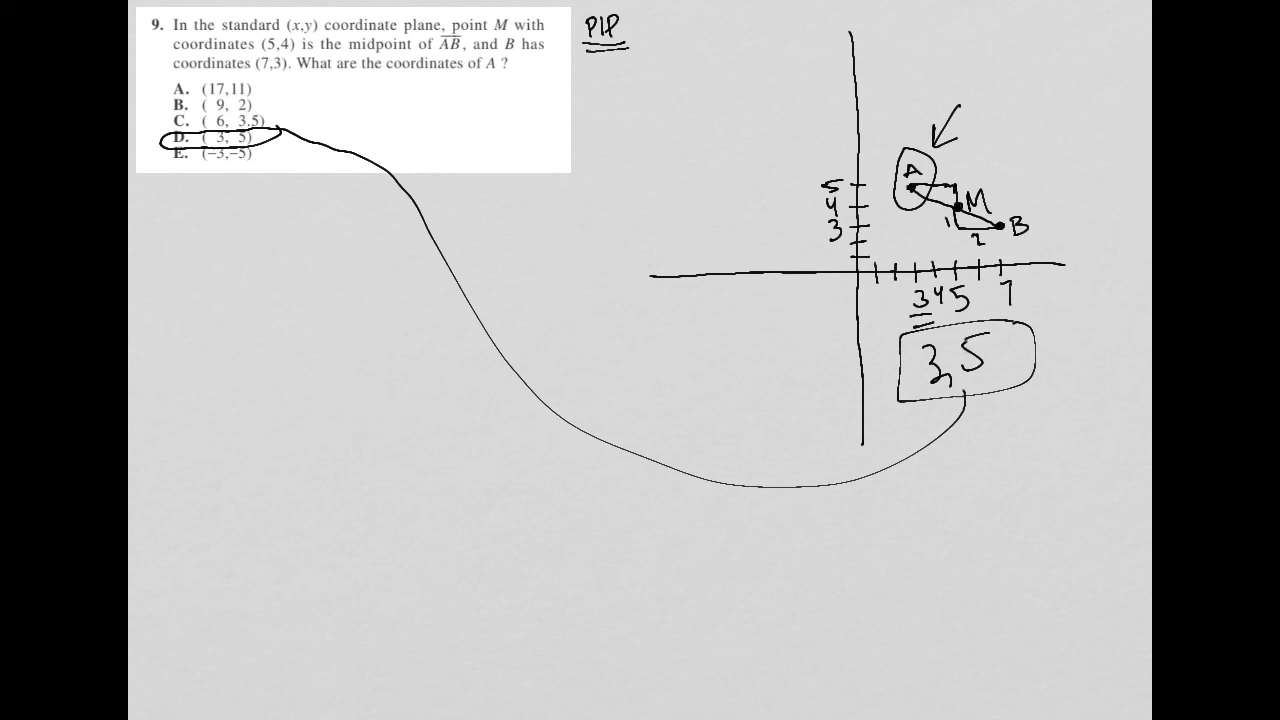 9. In the standard (x,y) coordinate plane, point M with
coordinates (5,4) is the midpoint of AB, and B has
coordinates (7,3). What are the coordinates of A ?
A. (17,11)
B. ( 9, 2)
C. ( 6, 3.5)
D. ( 3, 5)
E. (−3,−5)
PIP
A
5
4
3
M
1
2
B
3 4 5 7
3,5